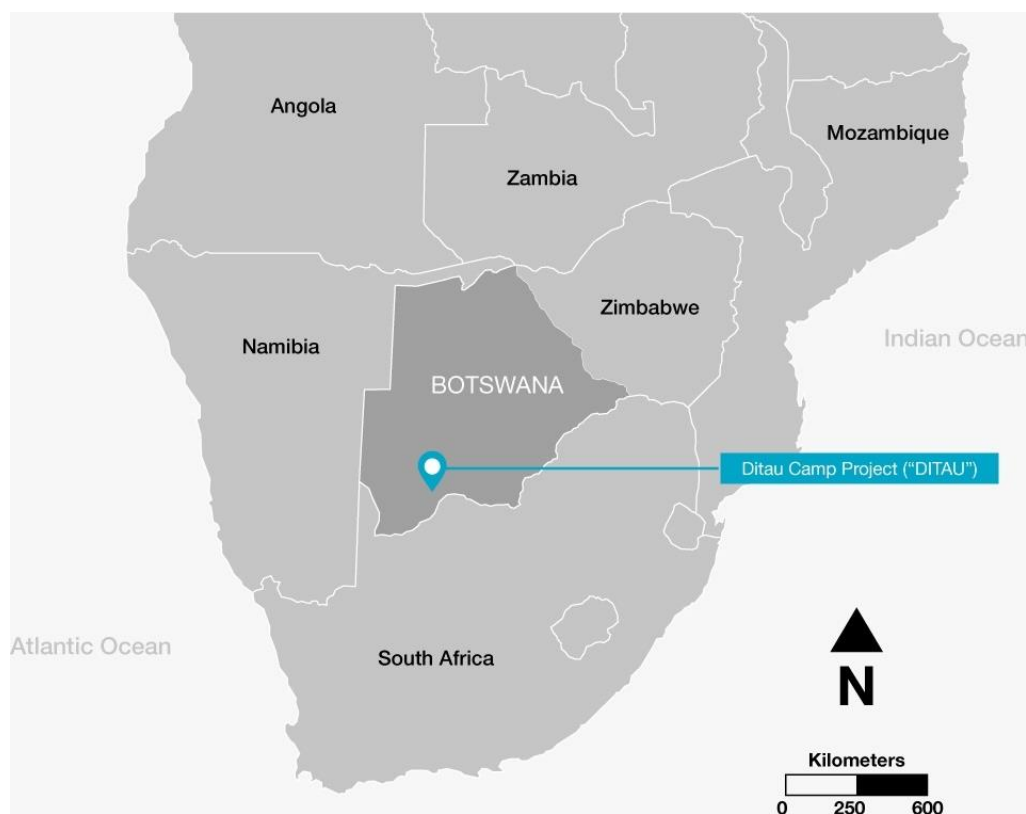 Angola
Mozambique
Zambia
Zimbabwe
Indian Ocean
Namibia
BOTSWANA
Ditau Camp Project (“DITAU”)
Atlantic Ocean
South Africa
N
Kilometers
0 250 600